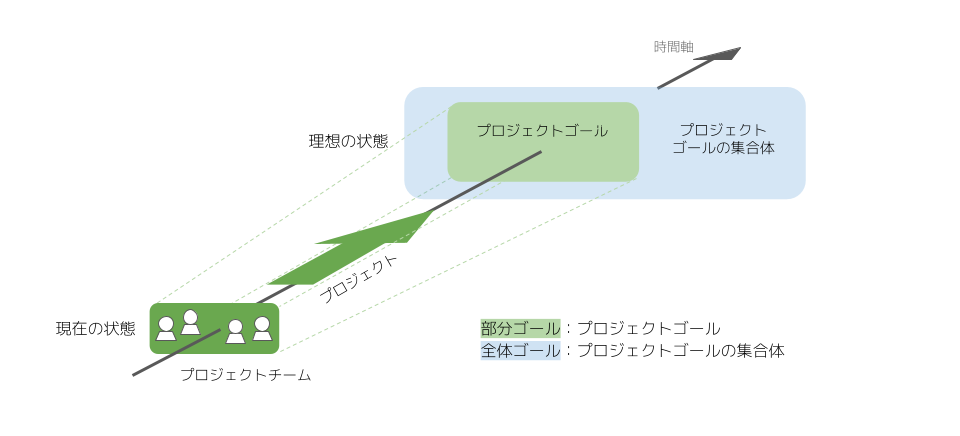 時間軸
理想の状態
プロジェクトゴール
プロジェクト
ゴールの集合体
プロジェクト
現在の状態
プロジェクトチーム
部分ゴール：プロジェクトゴール
全体ゴール：プロジェクトゴールの集合体